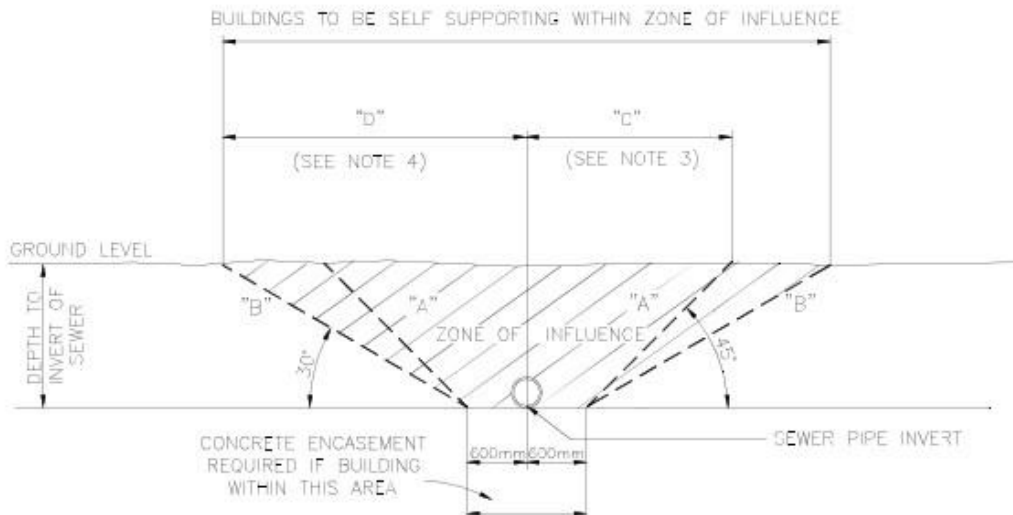 BUILDINGS TO BE SELF SUPPORTING WITHIN ZONE OF INFLUENCE
"D"
(SEE NOTE 4)
"C"
(SEE NOTE 3)
GROUND LEVEL
DEPTH TO
INVERT OF
SEWER
"B"
"A"
"A"
"B"
ZONE OF INFLUENCE
30°
45°
SEWER PIPE INVERT
600mm
600mm
CONCRETE ENCASEMENT
REQUIRED IF BUILDING
WITHIN THIS AREA